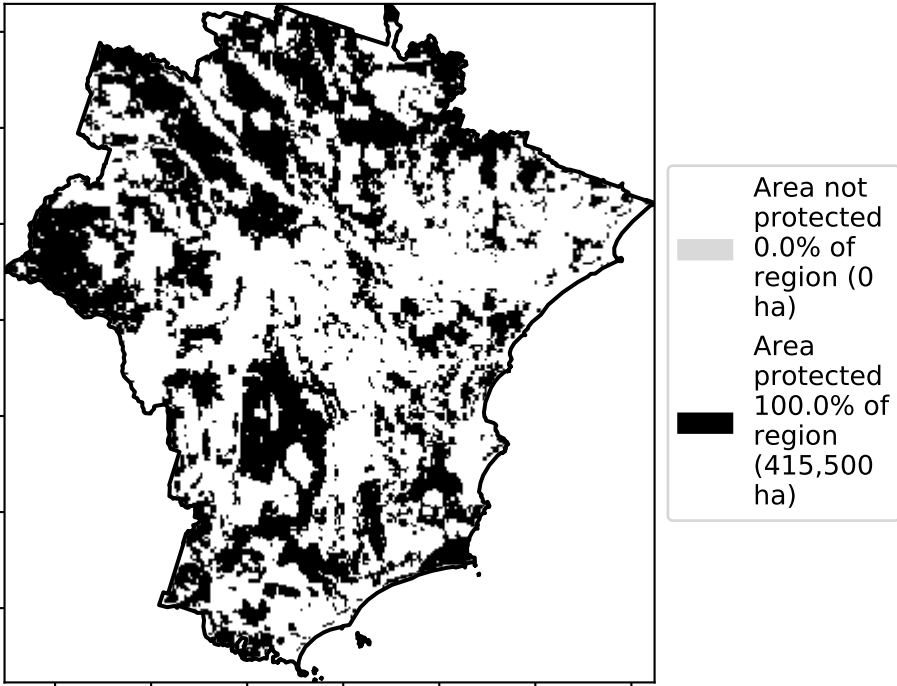 Area not
protected
0.0% of
region (0
ha)
Area
protected
100.0% of
region
(415,500
ha)